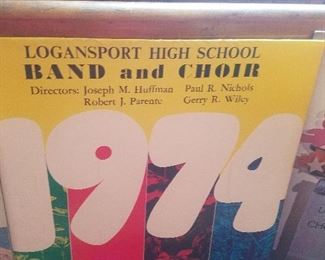 LOGANSPORT HIGH SCHOOL
BAND and CHOIR
Directors: Joseph M. Huffman Paul R. Nichols
Robert J. Parente Gerry R. Wiley
1974